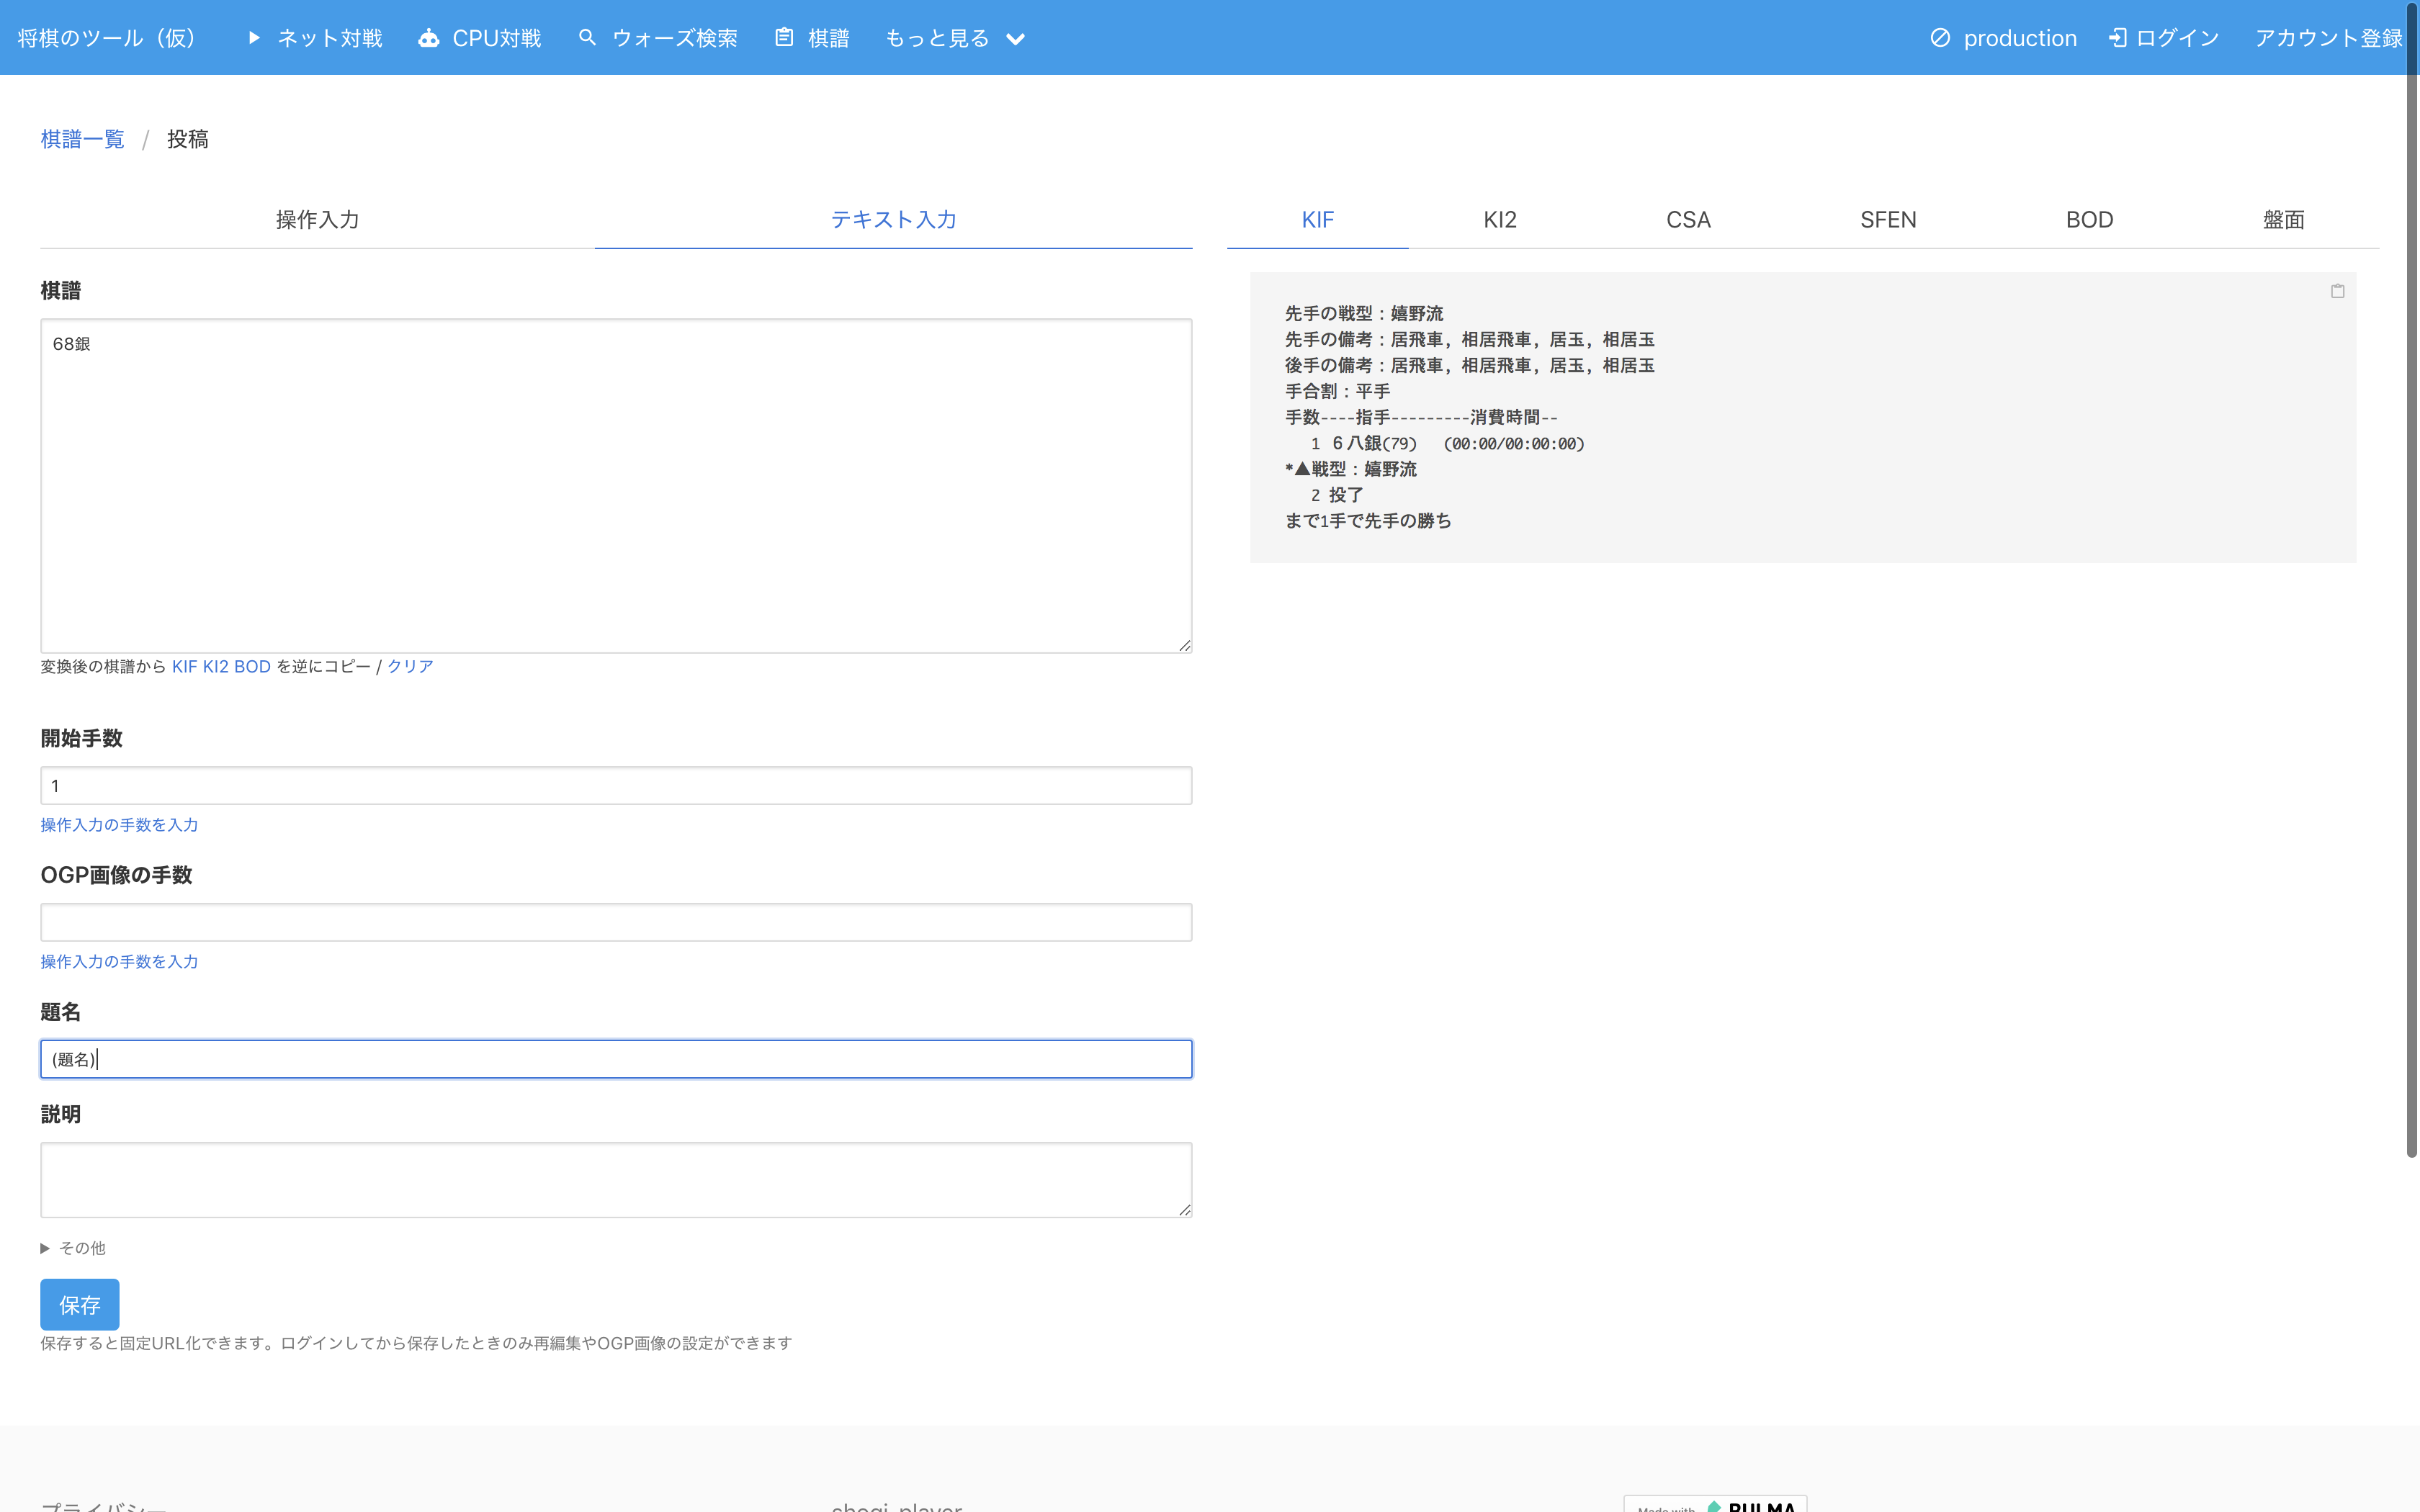 将棋のツール（仮） ネット対戦 CPU対戦 ウォーズ検索 棋譜 もっと見る production ログイン アカウント登録
棋譜一覧 / 投稿
操作入力 テキスト入力
棋譜
68銀
変換後の棋譜から KIF KI2 BOD を逆にコピー / クリア
開始手数
1
操作入力の手数を入力
OGP画像の手数
操作入力の手数を入力
題名
(題名)
説明
その他
保存
保存すると固定URL化できます。ログインしてから保存したときのみ再編集やOGP画像の設定ができます
KIF KI2 CSA SFEN BOD 盤面
先手の戦型：嬉野流
先手の備考：居飛車, 相居飛車, 居玉, 相居玉
後手の備考：居飛車, 相居飛車, 居玉, 相居玉
手合割：平手
手数----指手---------消費時間--
1 ６八銀(79) (00:00/00:00:00)
*▲戦型：嬉野流
2 投了
まで1手で先手の勝ち
プライバシー shogi-player Made with BULMA